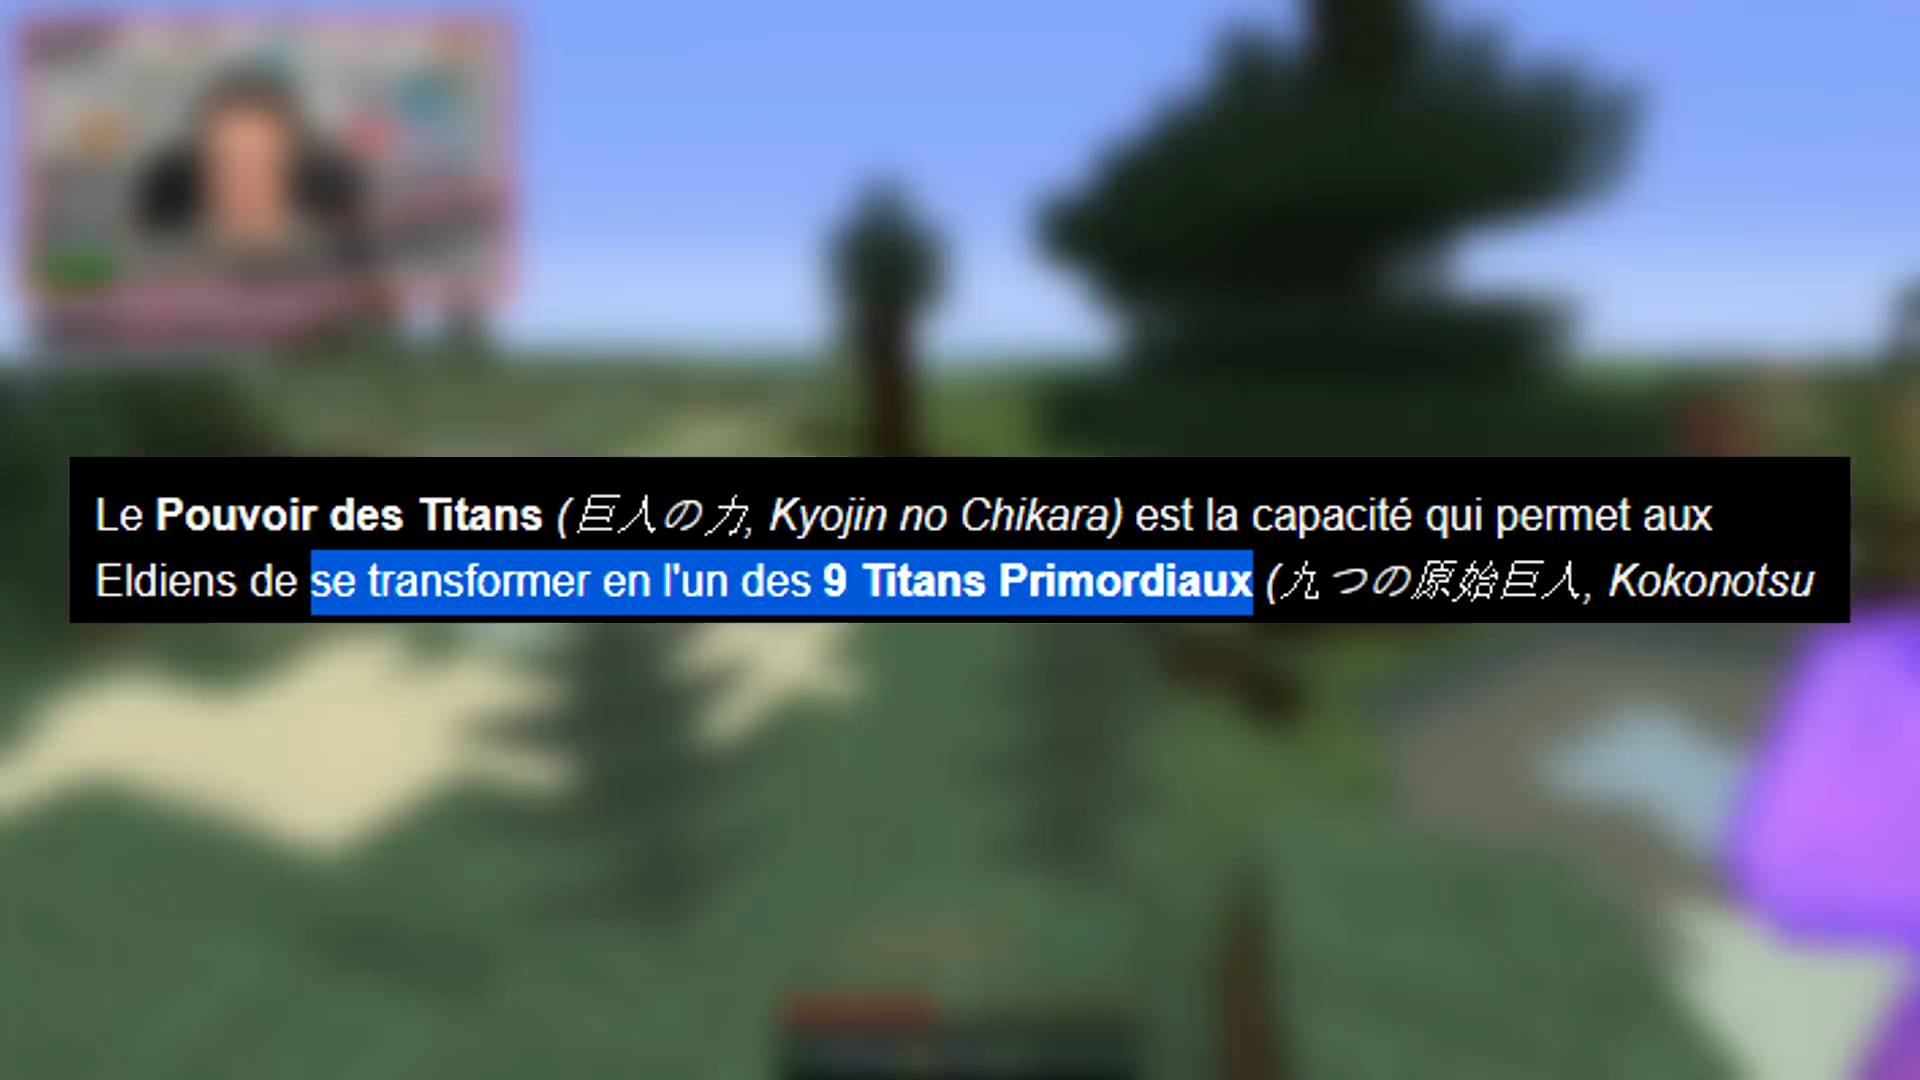 Le Pouvoir des Titans (巨人の力, Kyojin no Chikara) est la capacité qui permet aux
Eldiens de se transformer en l'un des 9 Titans Primordiaux (九つの原始巨人, Kokonotsu